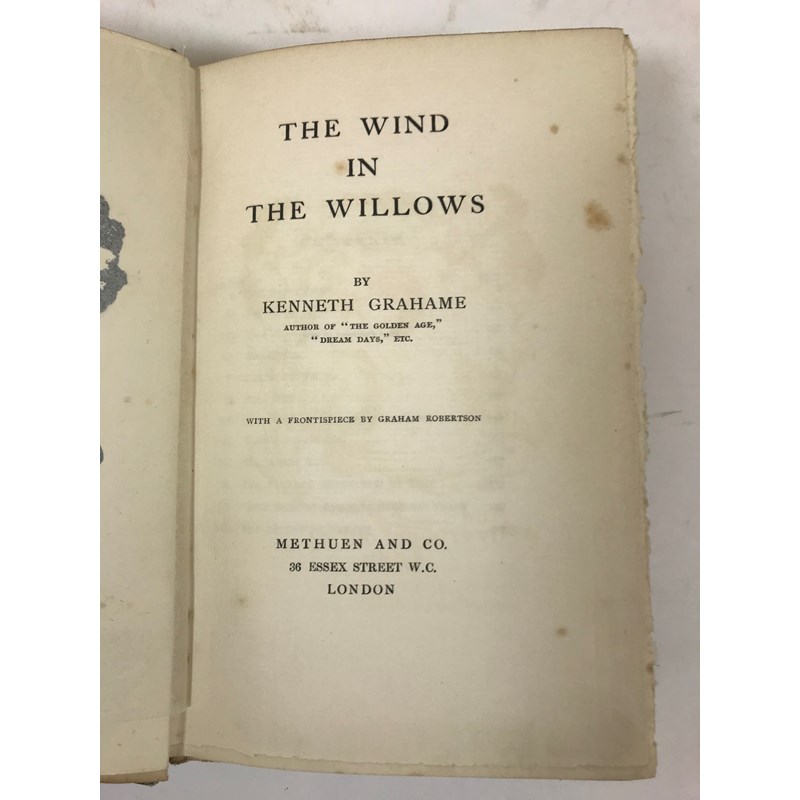 THE WIND
IN
THE WILLOWS
BY
KENNETH GRAHAME
AUTHOR OF "THE GOLDEN AGE,"
"DREAM DAYS," ETC.
WITH A FRONTISPIECE BY GRAHAM ROBERTSON
METHUEN AND CO.
36 ESSEX STREET W.C.
LONDON